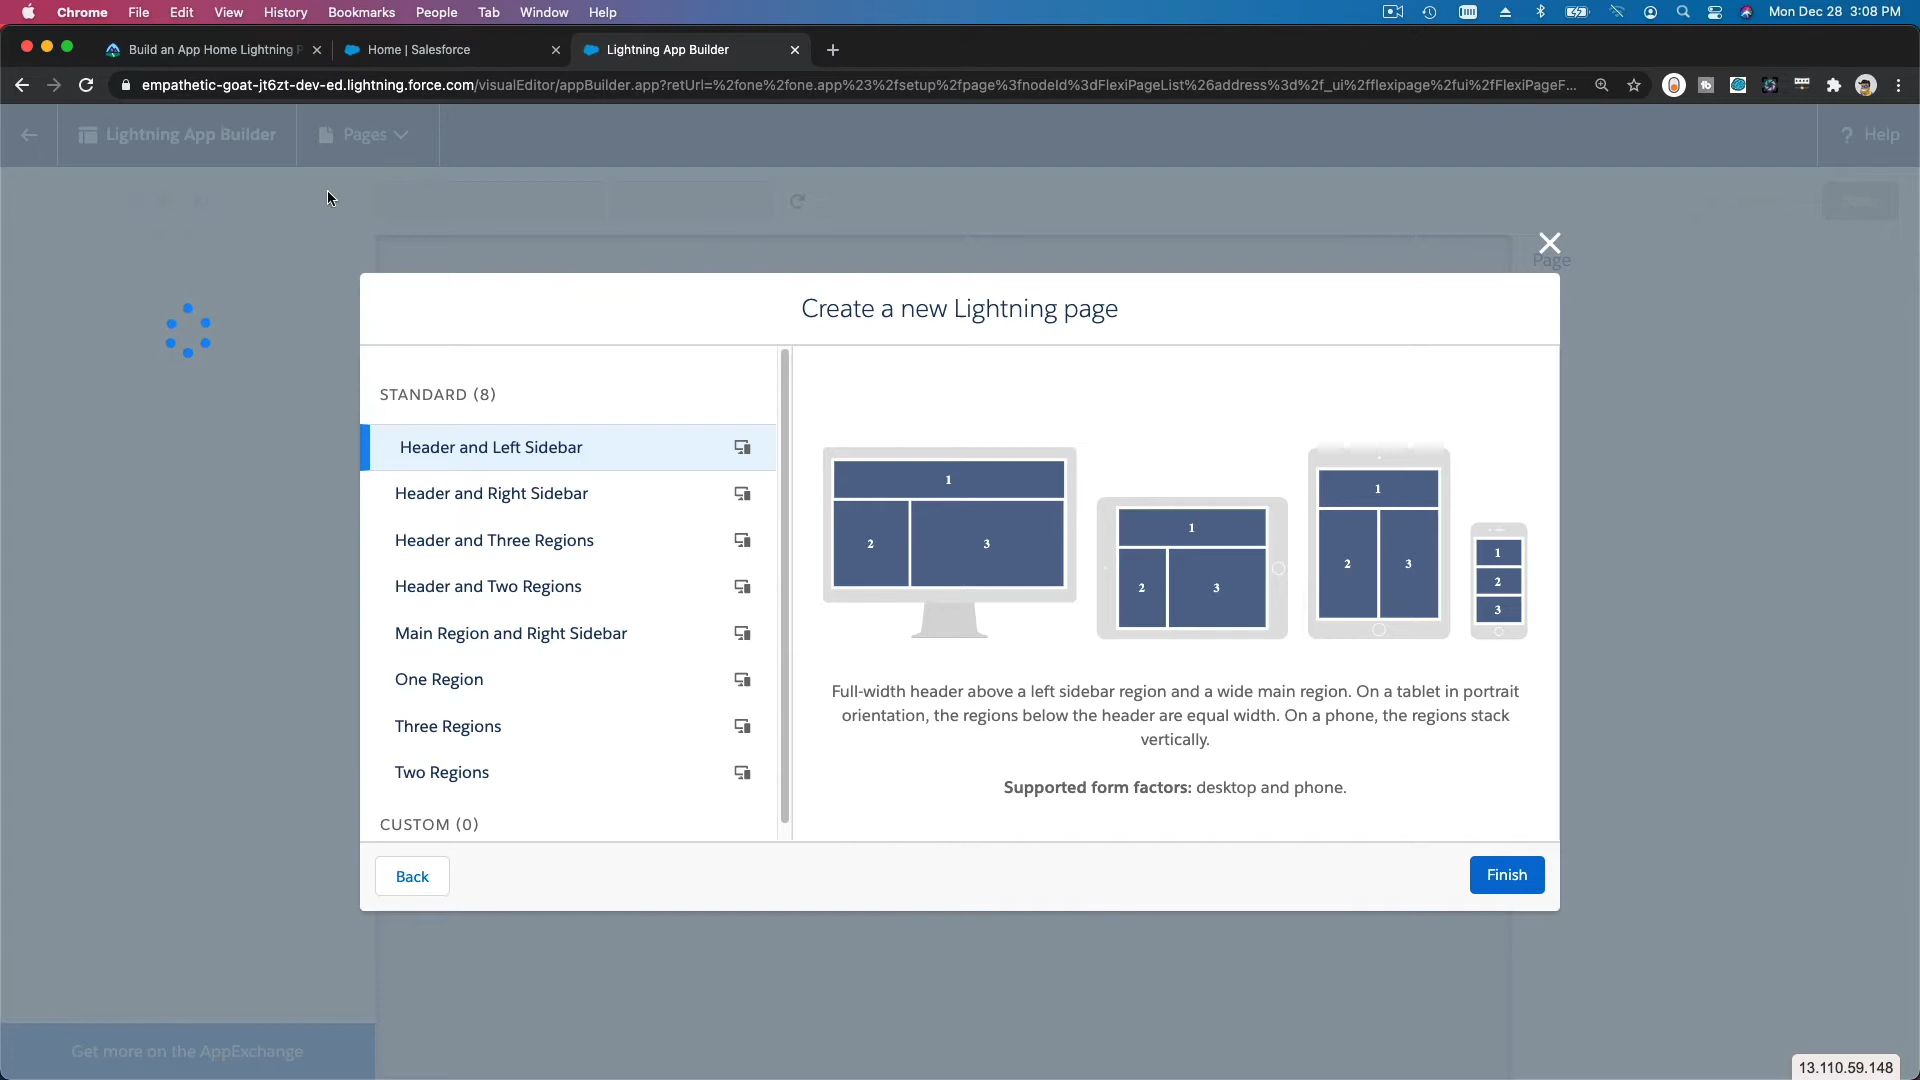 Chrome File Edit View History Bookmarks People Tab Window Help Mon Dec 28 3:08 PM
Build an App Home Lightning P Home | Salesforce Lightning App Builder
empathetic-goat-jt6zt-dev-ed.lightning.force.com/visualEditor/appBuilder.app?retUrl=%2fone%2fone.app%23%2fsetup%2fpage%3fnodeId%3dFlexiPageList%26address%3d%2f_ui%2fflexipage%2fui%2fFlexiPageF...
Lightning App Builder Pages ? Help
Page
Create a new Lightning page
STANDARD (8)
Header and Left Sidebar
Header and Right Sidebar
Header and Three Regions
Header and Two Regions
Main Region and Right Sidebar
One Region
Three Regions
Two Regions
CUSTOM (0)
1
2 3
1
2 3
1
2 3
1
2
3
Full-width header above a left sidebar region and a wide main region. On a tablet in portrait
orientation, the regions below the header are equal width. On a phone, the regions stack
vertically.
Supported form factors: desktop and phone.
Back Finish
Get more on the AppExchange
13.110.59.148